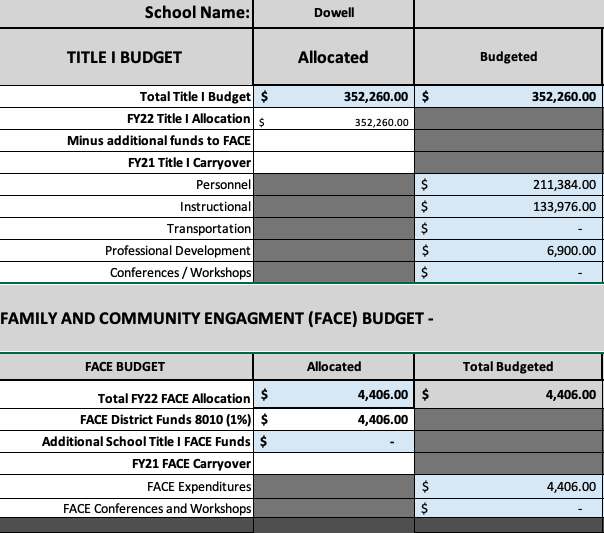 School Name: Dowell
TITLE I BUDGET Allocated Budgeted
Total Title I Budget $ 352,260.00 $ 352,260.00
FY22 Title I Allocation $ 352,260.00
Minus additional funds to FACE
FY21 Title I Carryover
Personnel $ 211,384.00
Instructional $ 133,976.00
Transportation $ -
Professional Development $ 6,900.00
Conferences / Workshops $ -
FAMILY AND COMMUNITY ENGAGMENT (FACE) BUDGET -
FACE BUDGET Allocated Total Budgeted
Total FY22 FACE Allocation $ 4,406.00 $ 4,406.00
FACE District Funds 8010 (1%) $ 4,406.00
Additional School Title I FACE Funds $ -
FY21 FACE Carryover
FACE Expenditures $ 4,406.00
FACE Conferences and Workshops $ -